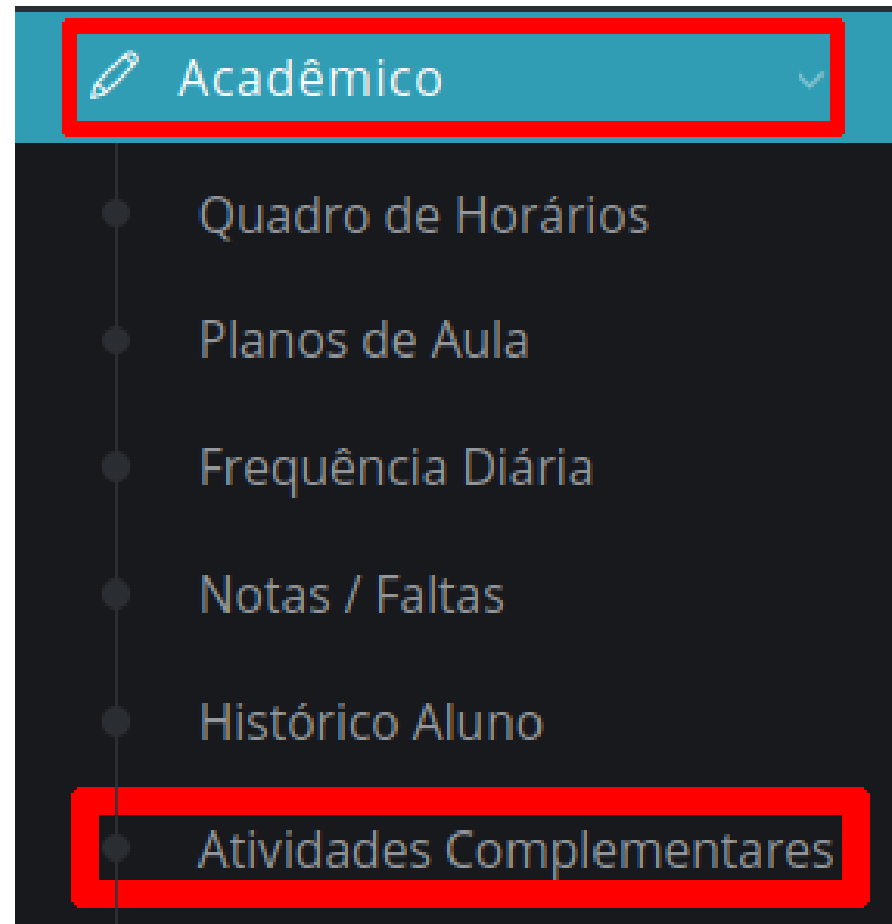 Acadêmico
Quadro de Horários
Planos de Aula
Frequência Diária
Notas / Faltas
Histórico Aluno
Atividades Complementares